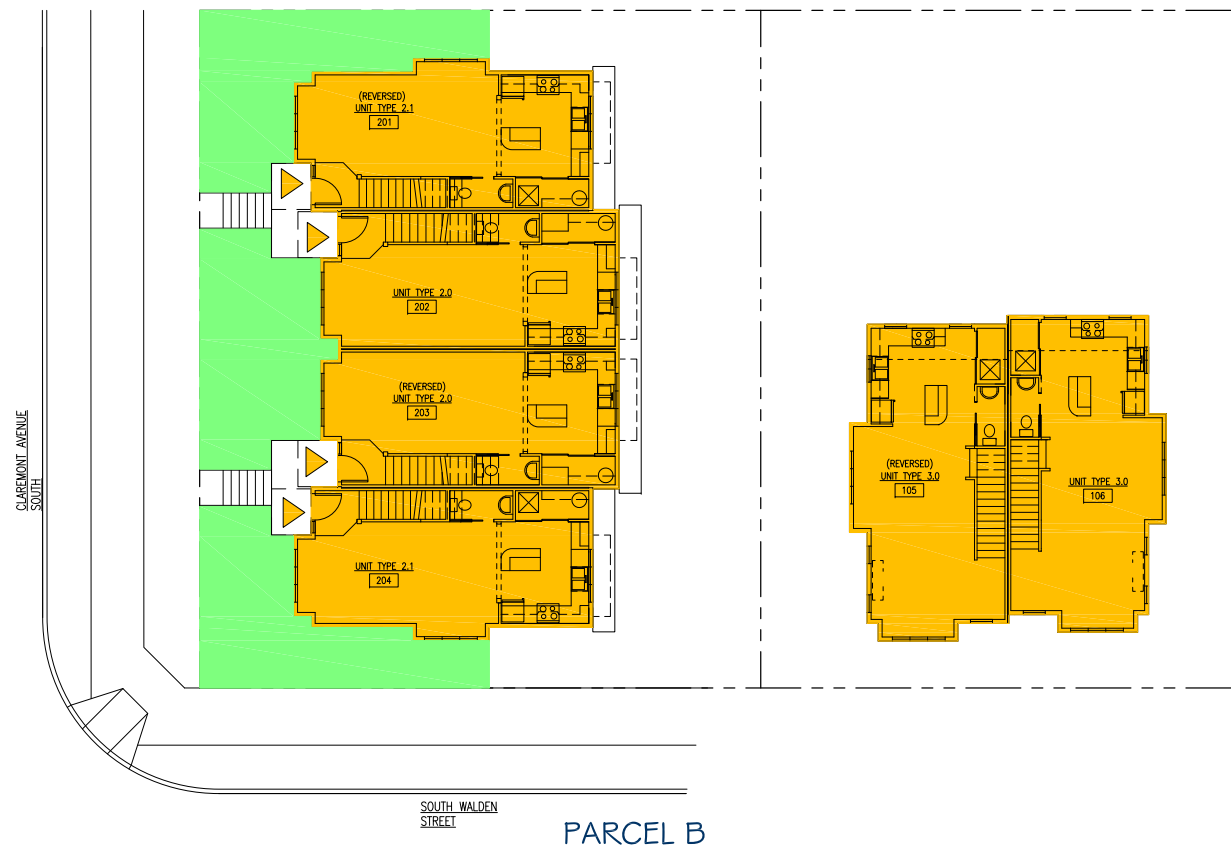 (REVERSED)
UNIT TYPE 2.1
201
UNIT TYPE 2.0
202
(REVERSED)
UNIT TYPE 2.0
203
UNIT TYPE 2.1
204
(REVERSED)
UNIT TYPE 3.0
105
UNIT TYPE 3.0
106
CLAREMONT AVENUE
SOUTH
SOUTH WALDEN
STREET
PARCEL B